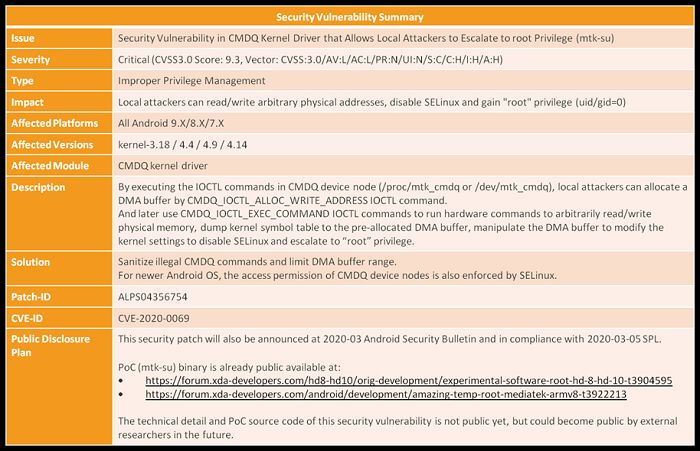 Security Vulnerability Summary
Issue Security Vulnerability in CMDQ Kernel Driver that Allows Local Attackers to Escalate to root Privilege (mtk-su)
Severity Critical (CVSS3.0 Score: 9.3, Vector: CVSS:3.0/AV:L/AC:L/PR:N/UI:N/S:C/C:H/I:H/A:H)
Type Improper Privilege Management
Impact Local attackers can read/write arbitrary physical addresses, disable SELinux and gain "root" privilege (uid/gid=0)
Affected Platforms All Android 9.X/8.X/7.X
Affected Versions kernel-3.18 / 4.4 / 4.9 / 4.14
Affected Module CMDQ kernel driver
Description By executing the IOCTL commands in CMDQ device node (/proc/mtk_cmdq or /dev/mtk_cmdq), local attackers can allocate a
DMA buffer by CMDQ_IOCTL_ALLOC_WRITE_ADDRESS IOCTL command.
And later use CMDQ_IOCTL_EXEC_COMMAND IOCTL commands to run hardware commands to arbitrarily read/write
physical memory, dump kernel symbol table to the pre-allocated DMA buffer, manipulate the DMA buffer to modify the
kernel settings to disable SELinux and escalate to “root” privilege.
Solution Sanitize illegal CMDQ commands and limit DMA buffer range.
For newer Android OS, the access permission of CMDQ device nodes is also enforced by SELinux.
Patch-ID ALPS04356754
CVE-ID CVE-2020-0069
Public Disclosure This security patch will also be announced at 2020-03 Android Security Bulletin and in compliance with 2020-03-05 SPL.
Plan
PoC (mtk-su) binary is already public available at:
• https://forum.xda-developers.com/hd8-hd10/orig-development/experimental-software-root-hd-8-hd-10-t3904595
• https://forum.xda-developers.com/android/development/amazing-temp-root-mediatek-armv8-t3922213
The technical detail and PoC source code of this security vulnerability is not public yet, but could become public by external
researchers in the future.